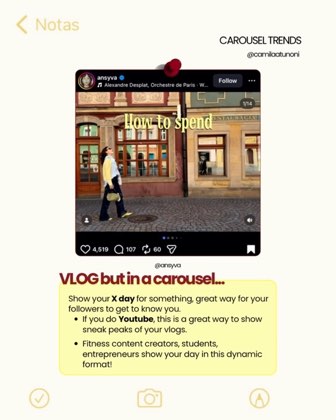 Notas
CAROUSEL TRENDS
@camilaatunoni
ansyva
Alexandre Desplat, Orchestre de Paris · W...
Follow
1/14
How to spend
4,519
107
60
@ansyva
VLOG but in a carousel...
Show your X day for something, great way for your
followers to get to know you.
• If you do Youtube, this is a great way to show
sneak peaks of your vlogs.
• Fitness content creators, students,
entrepreneurs show your day in this dynamic
format!